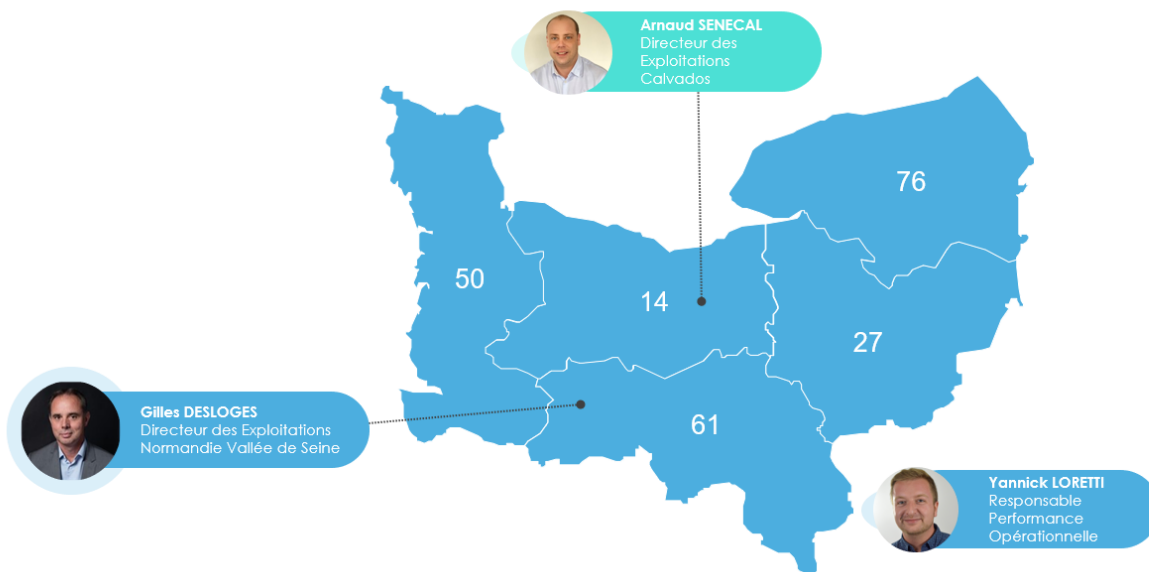 Arnaud SENECAL
Directeur des
Exploitations
Calvados
76
50
14
27
Gilles DESLOGES
Directeur des Exploitations
Normandie Vallée de Seine
61
Yannick LORETTI
Responsable
Performance
Opérationnelle